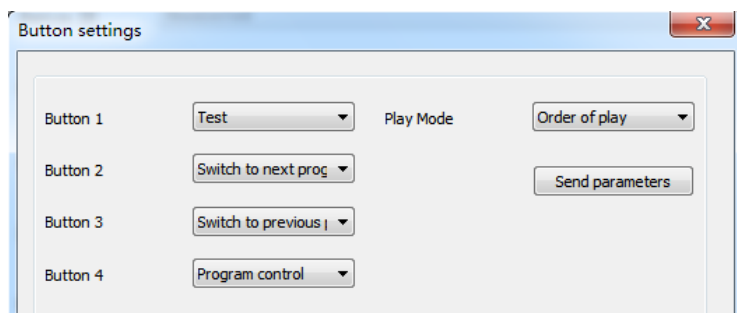 Button settings
X
Button 1 Test Play Mode Order of play
Button 2 Switch to next prog
Send parameters
Button 3 Switch to previous
Button 4 Program control